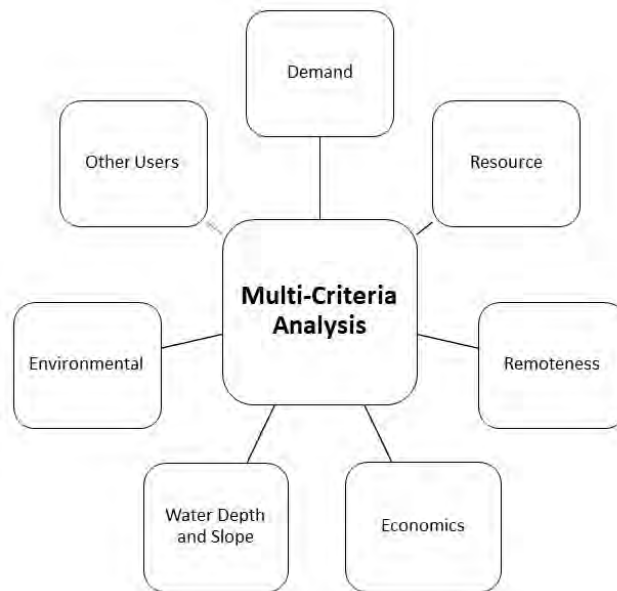 Demand
Other Users
Resource
Multi-Criteria
Analysis
Environmental
Remoteness
Water Depth
and Slope
Economics